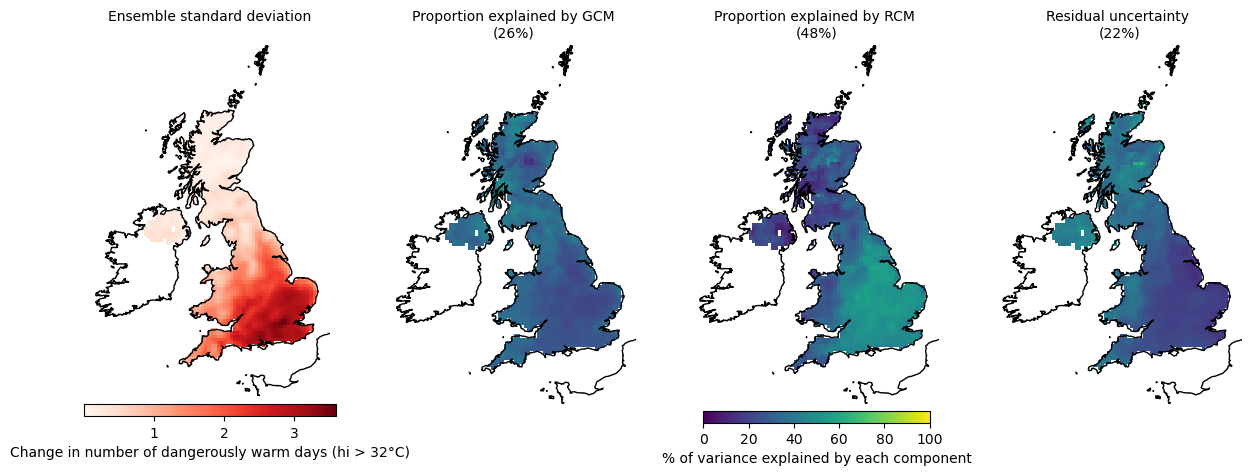 Ensemble standard deviation
Proportion explained by GCM
(26%)
Proportion explained by RCM
(48%)
Residual uncertainty
(22%)
1 2 3
Change in number of dangerously warm days (hi > 32°C)
0 20 40 60 80 100
% of variance explained by each component